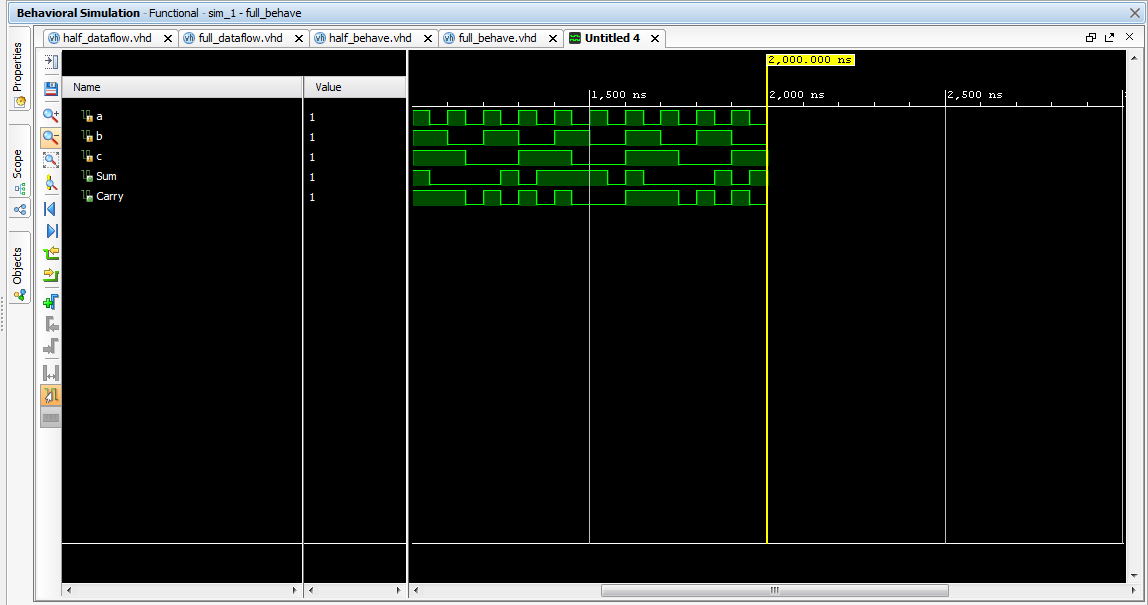 Behavioral Simulation - Functional - sim_1 - full_behave
half_dataflow.vhd full_dataflow.vhd half_behave.vhd full_behave.vhd Untitled 4
Properties
Scope
Objects
2,000.000 ns
Name Value
1,500 ns 2,000 ns 2,500 ns
a 1
b 1
c 1
Sum 1
Carry 1